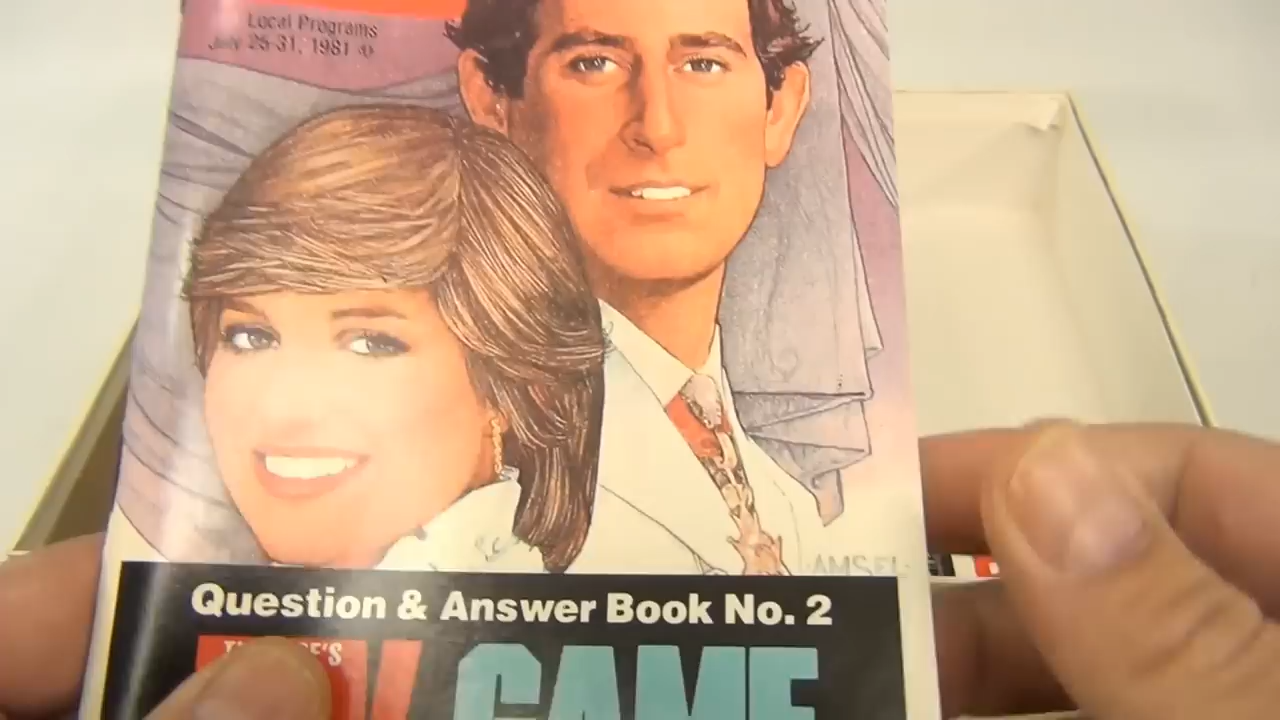 Local Programs
July 25-31, 1981
AMSEL
Question & Answer Book No. 2
GAME